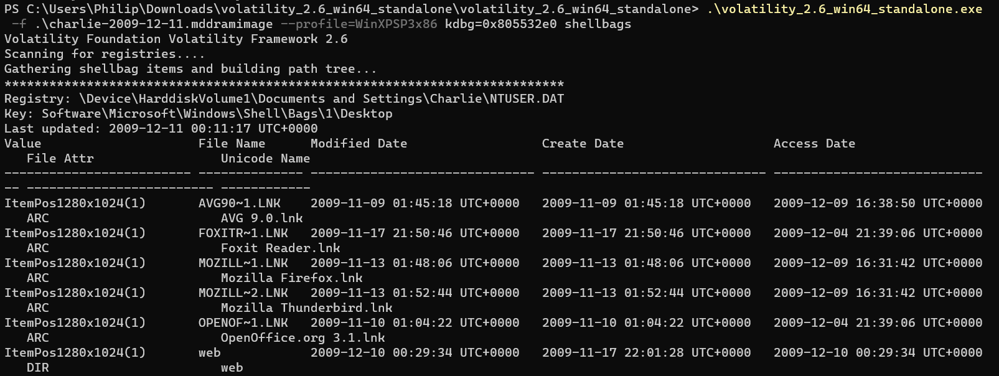 PS C:\Users\Philip\Downloads\volatility_2.6_win64_standalone\volatility_2.6_win64_standalone> .\volatility_2.6_win64_standalone.exe
 -f .\charlie-2009-12-11.mddramimage --profile=WinXPSP3x86 kdbg=0x805532e0 shellbags
Volatility Foundation Volatility Framework 2.6
Scanning for registries....
Gathering shellbag items and building path tree...
***************************************************************************
Registry: \Device\HarddiskVolume1\Documents and Settings\Charlie\NTUSER.DAT
Key: Software\Microsoft\Windows\Shell\Bags\1\Desktop
Last updated: 2009-12-11 00:11:17 UTC+0000
Value                     File Name      Modified Date                  Create Date                    Access Date
   File Attr                 Unicode Name
------------------------- -------------- ------------------------------ ------------------------------ ----------------------------
-- ------------------------- ------------
ItemPos1280x1024(1)       AVG90~1.LNK    2009-11-09 01:45:18 UTC+0000   2009-11-09 01:45:18 UTC+0000   2009-12-09 16:38:50 UTC+0000
   ARC                       AVG 9.0.lnk
ItemPos1280x1024(1)       FOXITR~1.LNK   2009-11-17 21:50:46 UTC+0000   2009-11-17 21:50:46 UTC+0000   2009-12-04 21:39:06 UTC+0000
   ARC                       Foxit Reader.lnk
ItemPos1280x1024(1)       MOZILL~1.LNK   2009-11-13 01:48:06 UTC+0000   2009-11-13 01:48:06 UTC+0000   2009-12-09 16:31:42 UTC+0000
   ARC                       Mozilla Firefox.lnk
ItemPos1280x1024(1)       MOZILL~2.LNK   2009-11-13 01:52:44 UTC+0000   2009-11-13 01:52:44 UTC+0000   2009-12-09 16:31:42 UTC+0000
   ARC                       Mozilla Thunderbird.lnk
ItemPos1280x1024(1)       OPENOF~1.LNK   2009-11-10 01:04:22 UTC+0000   2009-11-10 01:04:22 UTC+0000   2009-12-04 21:39:06 UTC+0000
   ARC                       OpenOffice.org 3.1.lnk
ItemPos1280x1024(1)       web            2009-12-10 00:29:34 UTC+0000   2009-11-17 22:01:28 UTC+0000   2009-12-10 00:29:34 UTC+0000
   DIR                       web